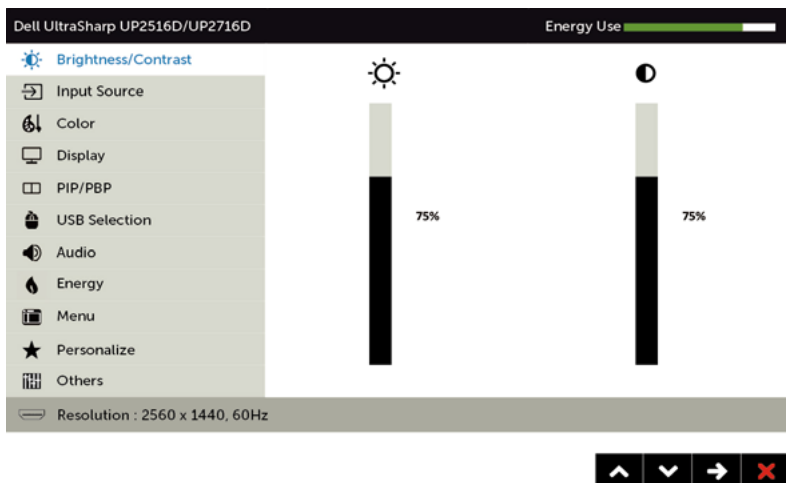 Dell UltraSharp UP2516D/UP2716D
Energy Use
Brightness/Contrast
Input Source
Color
Display
PIP/PBP
USB Selection
Audio
Energy
Menu
Personalize
Others
75%
75%
Resolution : 2560 x 1440, 60Hz